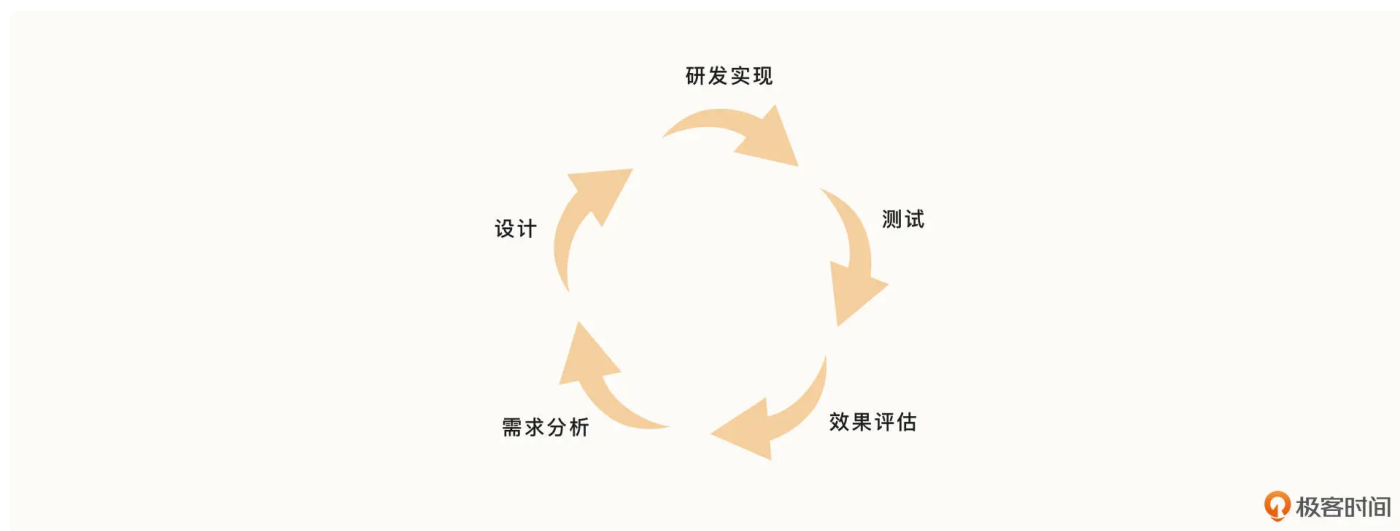 研发实现
设计
测试
需求分析
效果评估
极客时间